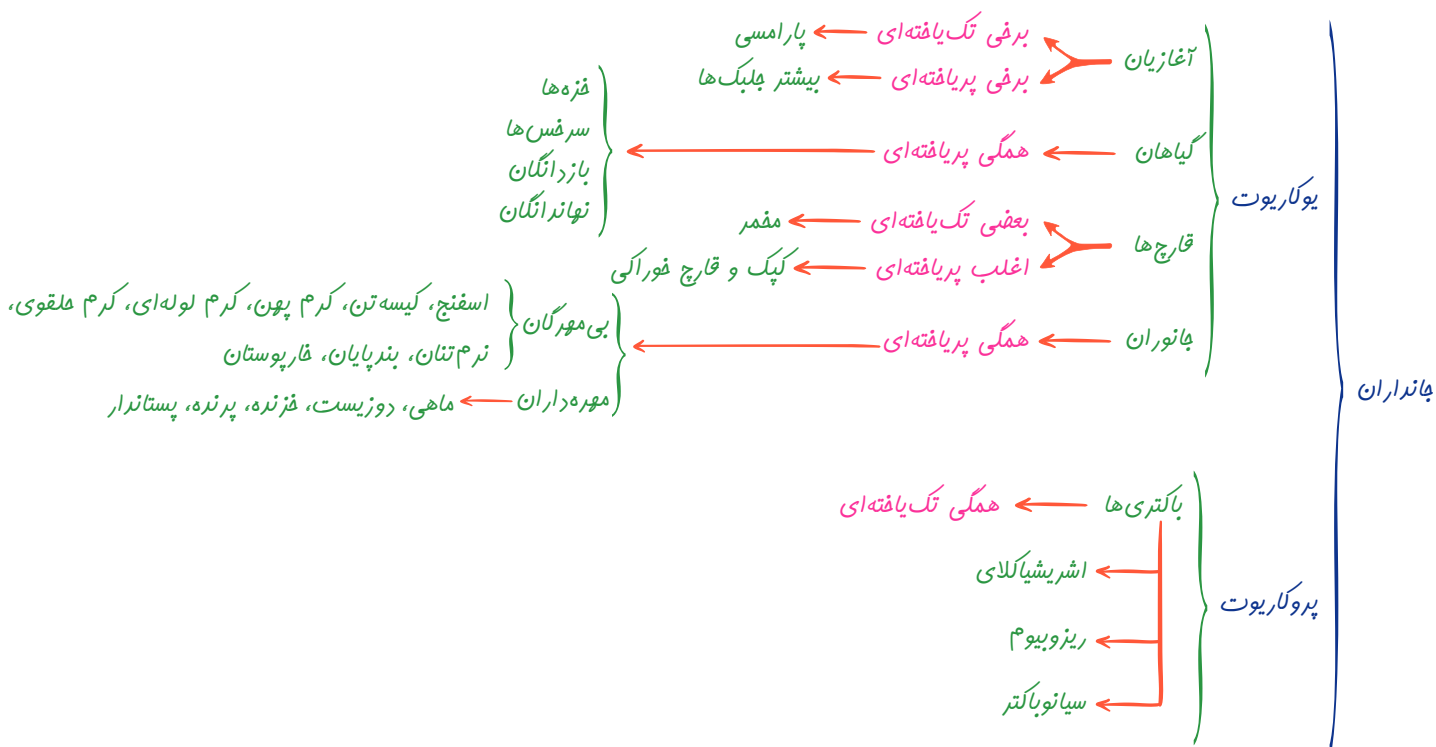 جانداران
یوکاریوت
آغازیان
برخی تک‌یاخته‌ای
پارامسی
برخی پریاخته‌ای
بیشتر جلبک‌ها
گیاهان
همگی پریاخته‌ای
خزه‌ها
سرخس‌ها
بازدانگان
نهاندانگان
قارچ‌ها
بعضی تک‌یاخته‌ای
مخمر
اغلب پریاخته‌ای
کپک و قارچ خوراکی
جانوران
همگی پریاخته‌ای
بی‌مهرگان
اسفنج، کیسه‌تن، کرم پهن، کرم لوله‌ای، کرم حلقوی،
نرم‌تنان، بندپایان، خارپوستان
مهره‌داران
ماهی، دوزیست، خزنده، پرنده، پستاندار
پروکاریوت
باکتری‌ها
همگی تک‌یاخته‌ای
اشریشیاکلای
ریزوبیوم
سیانوباکتر